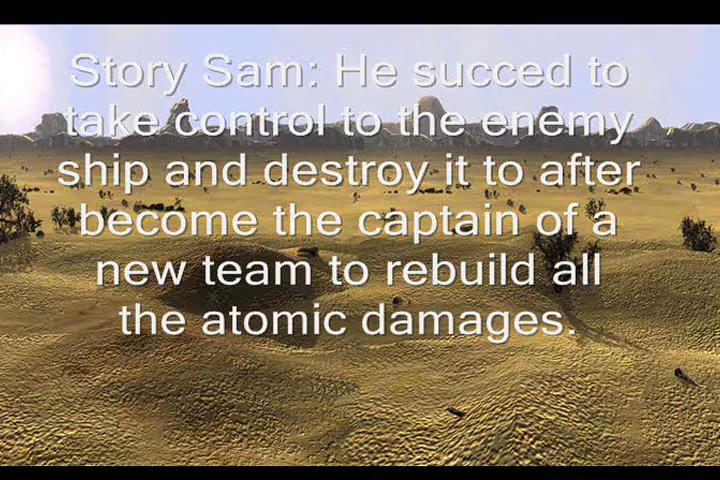 Story Sam: He succed to
take control to the enemy
ship and destroy it to after
become the captain of a
new team to rebuild all
the atomic damages.